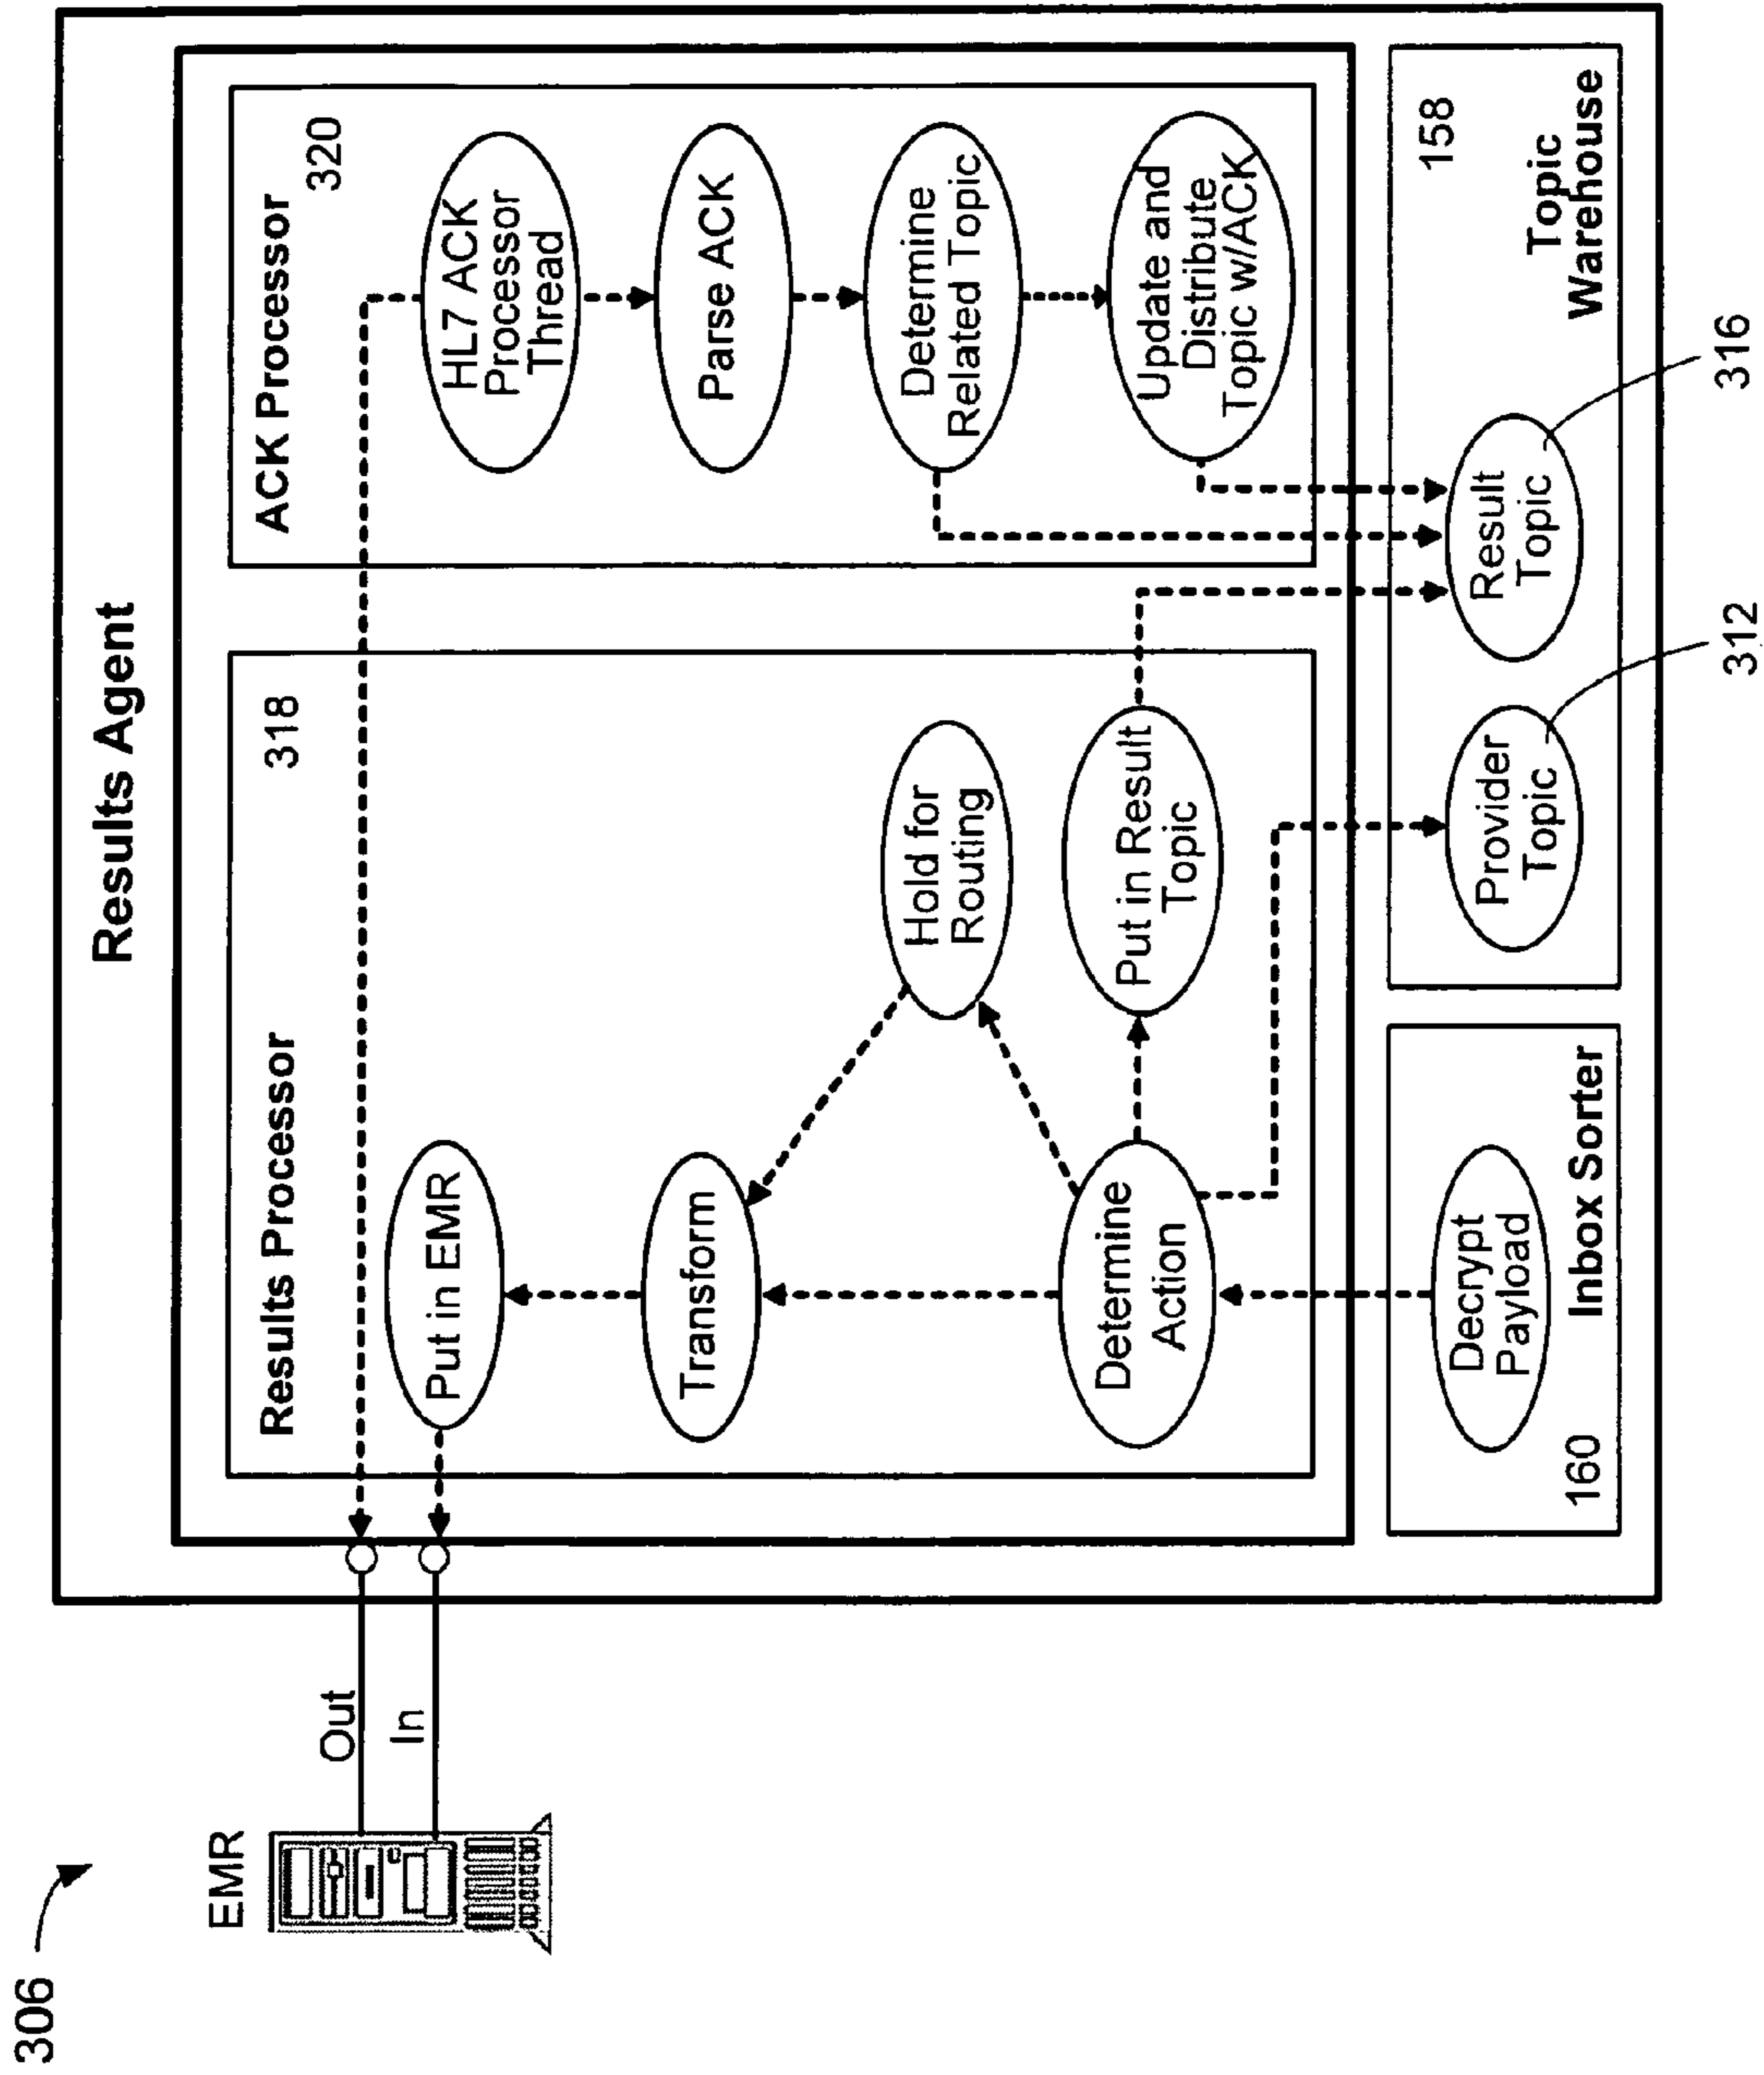 306
Results Agent
EMR
Out
In
Results Processor
318
Put in EMR
Transform
Hold for
Routing
Determine
Action
Put in Result
Topic
ACK Processor
320
HL7 ACK
Processor
Thread
Parse ACK
Determine
Related Topic
Update and
Distribute
Topic w/ACK
Decrypt
Payload
160
Inbox Sorter
158
Provider
Topic
Result
Topic
Topic
Warehouse
312
316